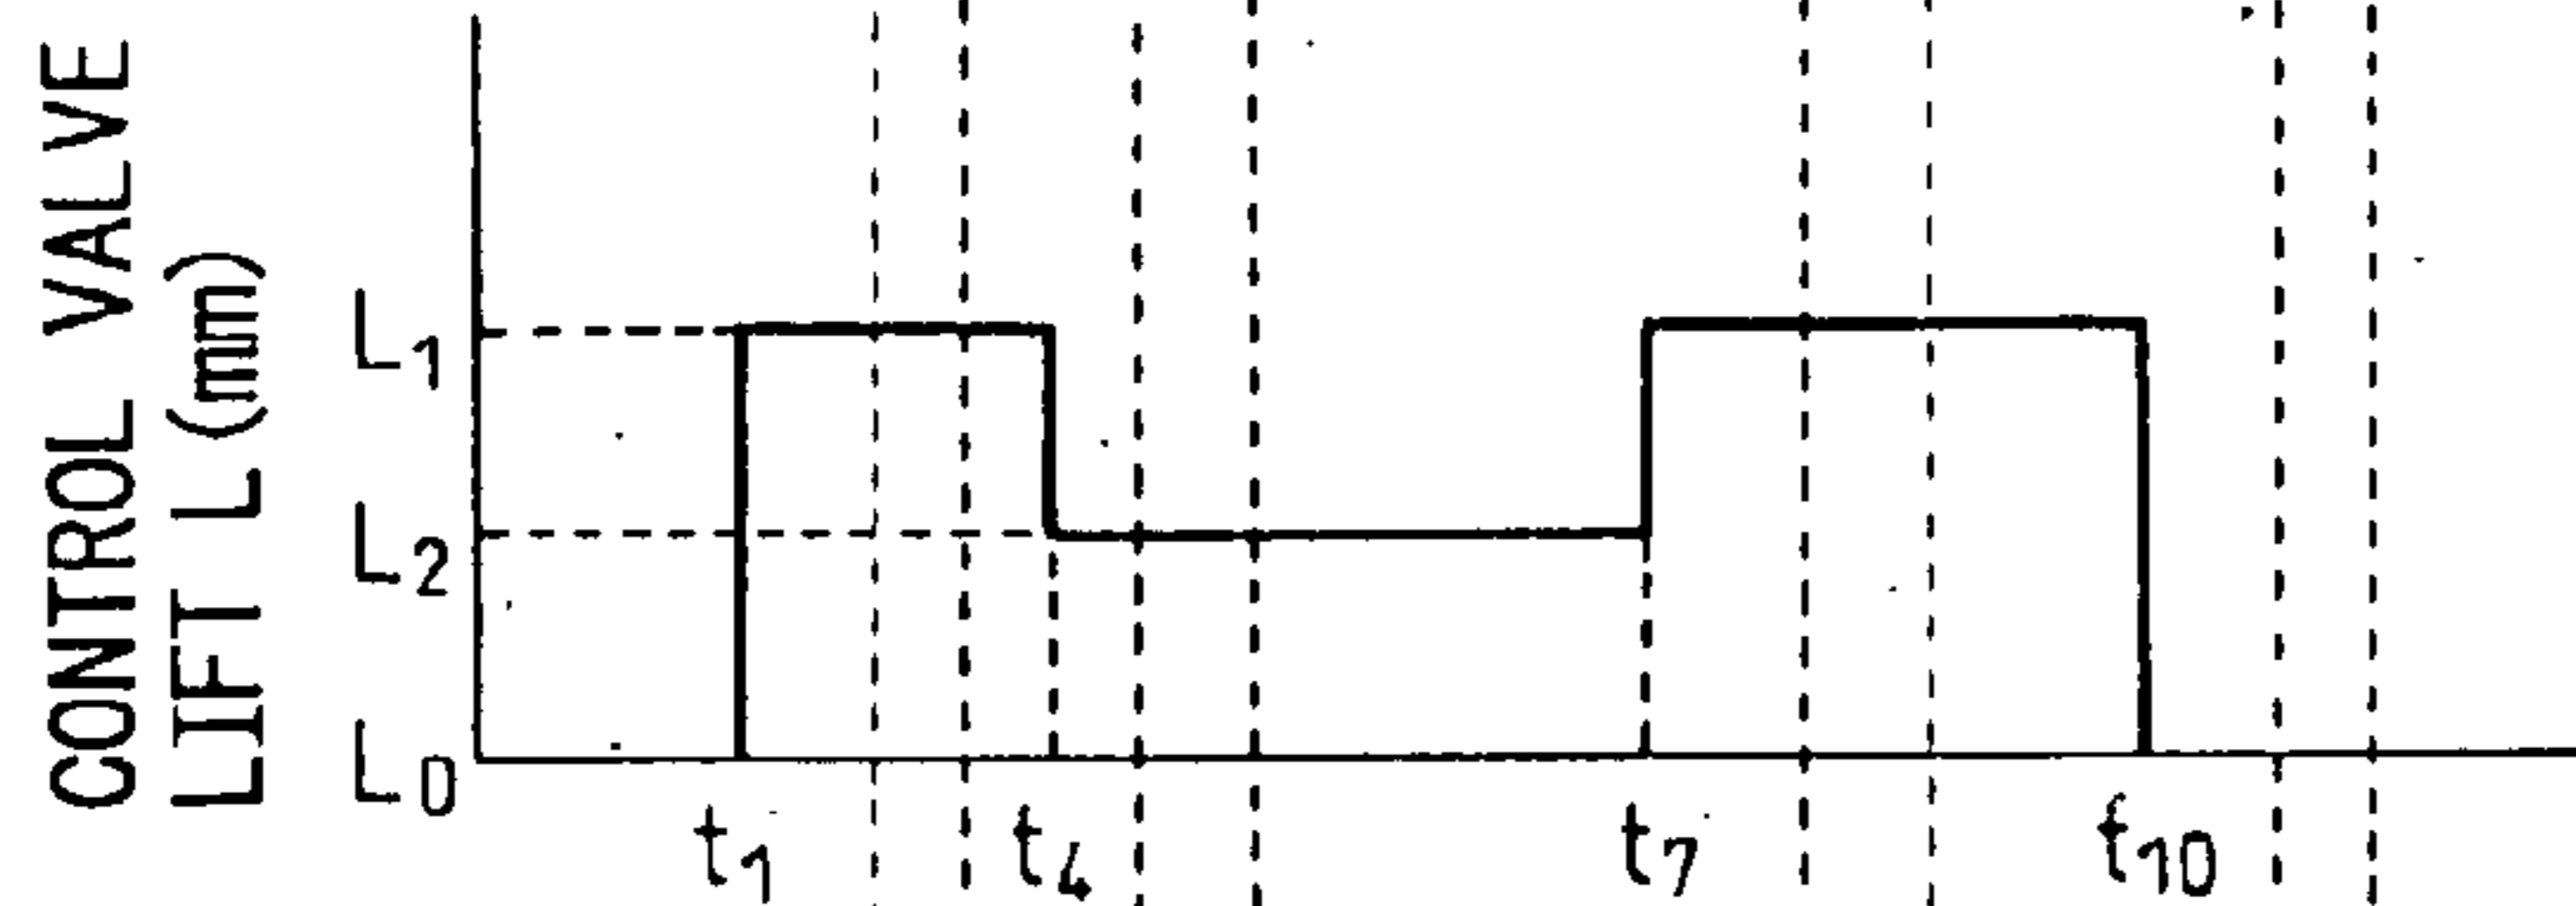 CONTROL VALVE
LIFT L (mm)
L1
L2
L0
t1 t4 t7 t10